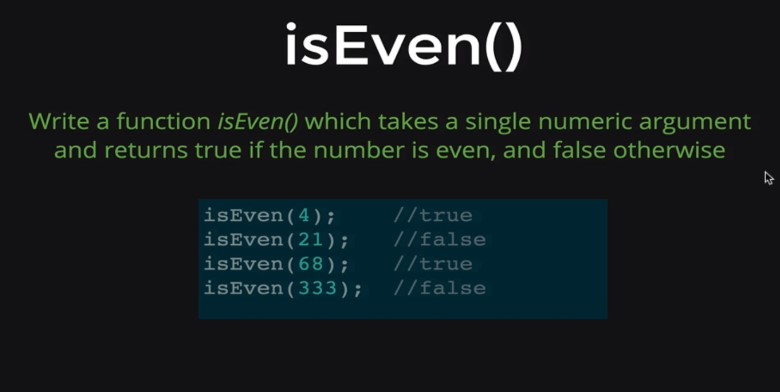 isEven()
Write a function isEven() which takes a single numeric argument
and returns true if the number is even, and false otherwise
isEven(4);     //true
isEven(21);    //false
isEven(68);    //true
isEven(333);   //false